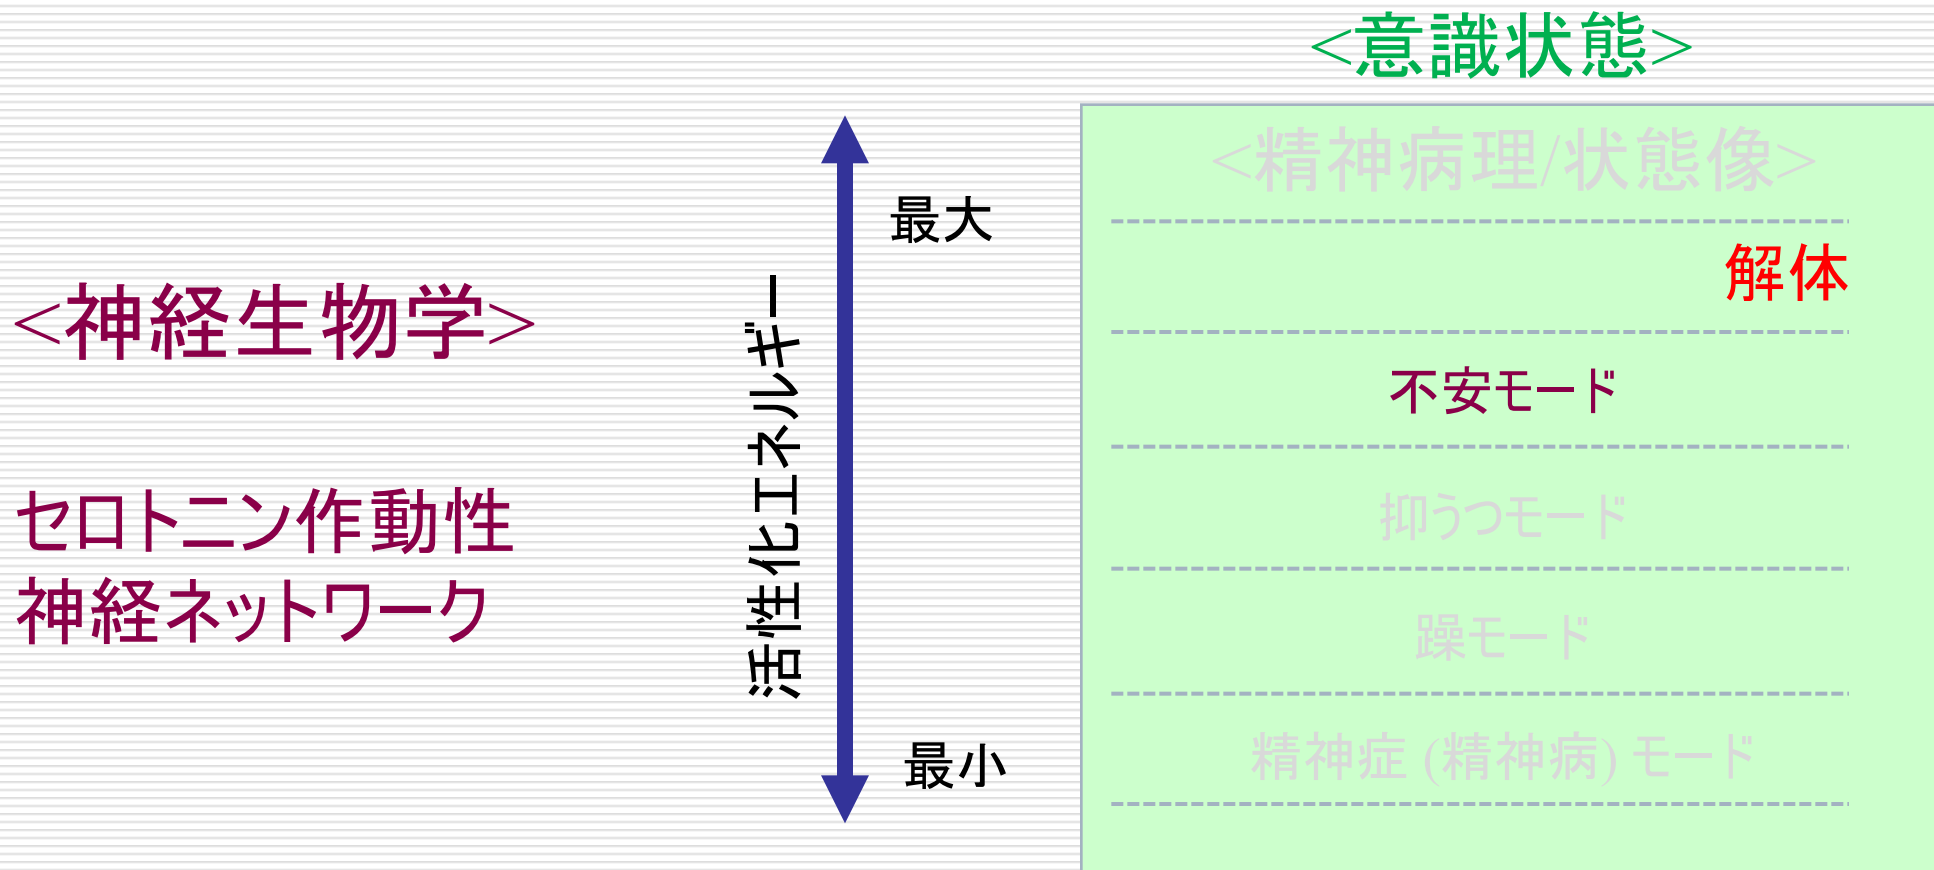 <意識状態>
<精神病理/状態像>
最大
解体
<神経生物学>
活性化エネルギー
不安モード
セロトニン作動性
抑うつモード
神経ネットワーク
躁モード
最小
精神症 (精神病) モード